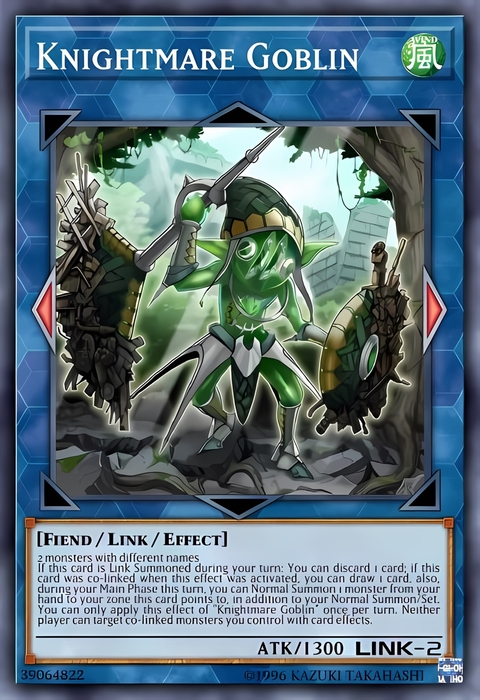 Knightmare Goblin
WIND
風
[Fiend / Link / Effect]
2 monsters with different names
If this card is Link Summoned during your turn: You can discard 1 card; if this
card was co-linked when this effect was activated, you can draw 1 card, also,
during your Main Phase this turn, you can Normal Summon 1 monster from your
hand to your zone this card points to, in addition to your Normal Summon/Set.
You can only apply this effect of "Knightmare Goblin" once per turn. Neither
player can target co-linked monsters you control with card effects.
ATK/1300 LINK-2
39064822
©1996 KAZUKI TAKAHASHI